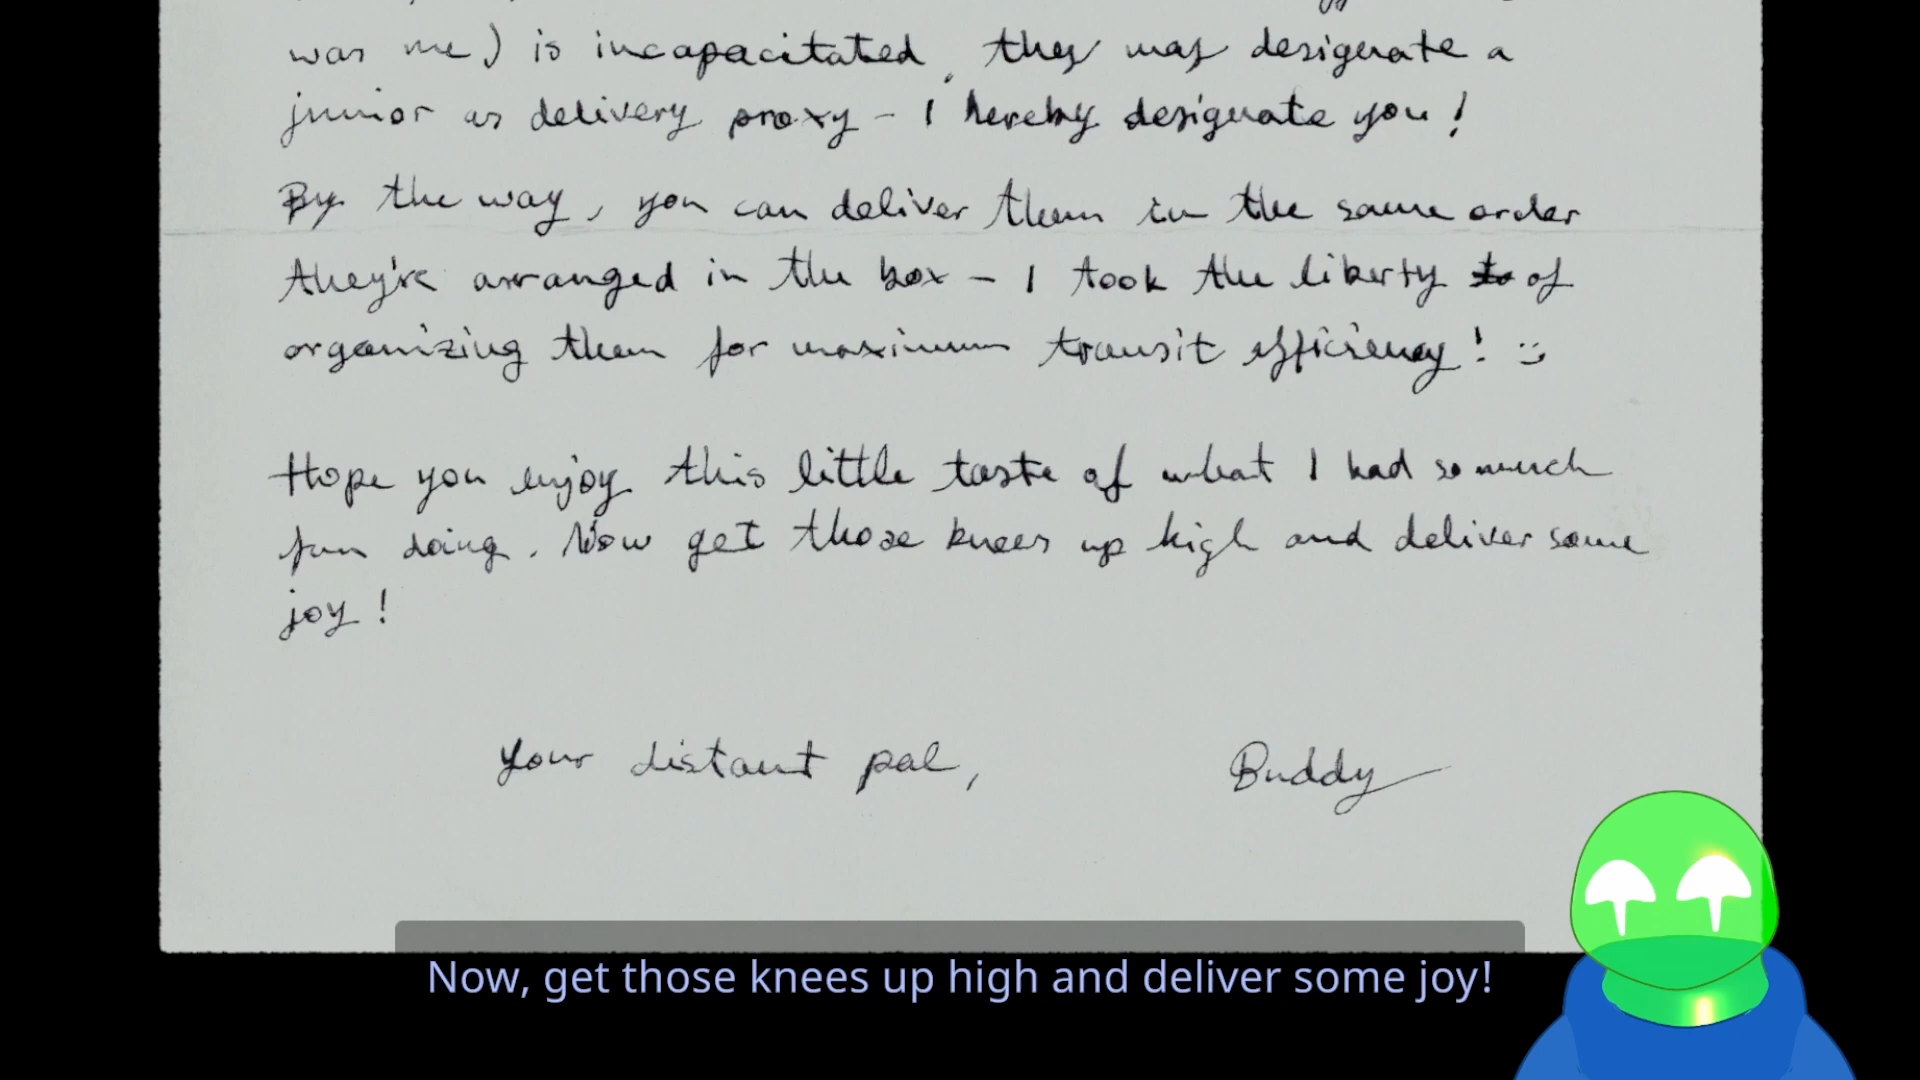 was me) is incapacitated, they may designate a
junior as delivery proxy - I hereby designate you!
By the way, you can deliver them in the same order
they're arranged in the box - I took the liberty to of
organizing them for maximum transit efficiency! :)
Hope you enjoy this little taste of what I had so much
fun doing. Now get those knees up high and deliver some
joy!
Your distant pal, Buddy
Now, get those knees up high and deliver some joy!